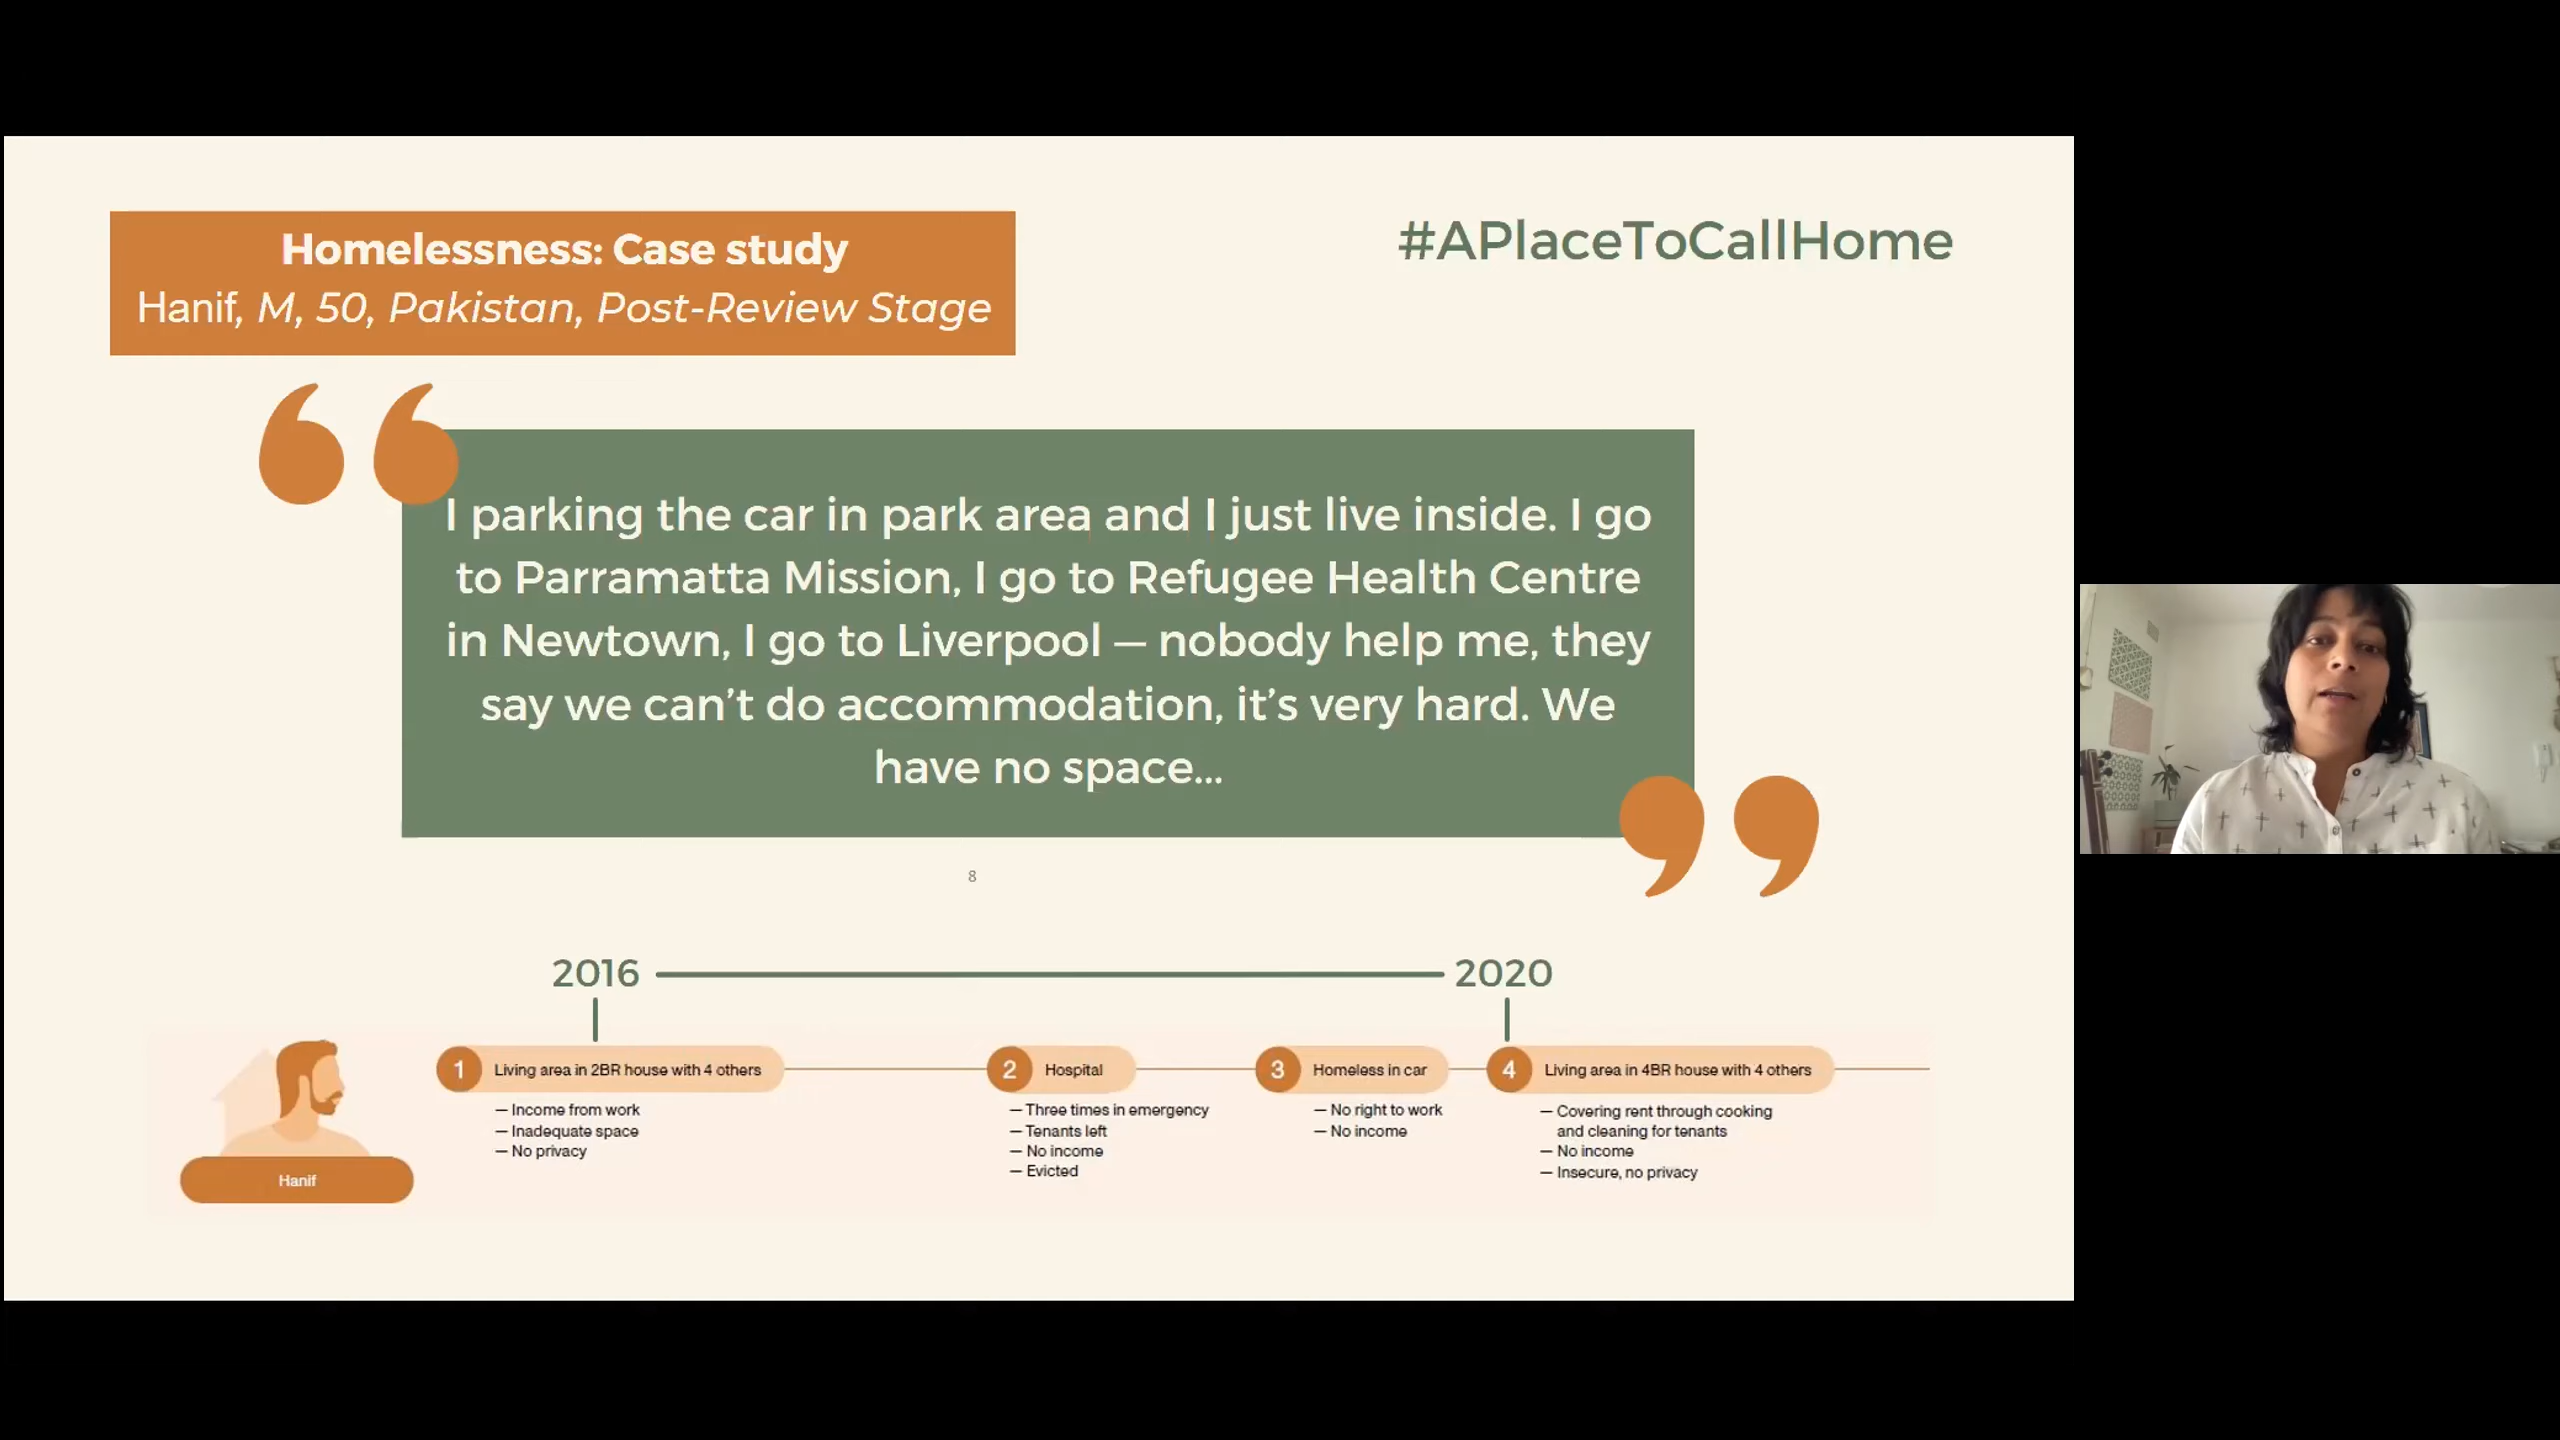 Homelessness: Case study
Hanif, M, 50, Pakistan, Post-Review Stage
#APlaceToCallHome
I parking the car in park area and I just live inside. I go
to Parramatta Mission, I go to Refugee Health Centre
in Newtown, I go to Liverpool — nobody help me, they
say we can’t do accommodation, it’s very hard. We
have no space...
8
2016
2020
1 Living area in 2BR house with 4 others
— Income from work
— Inadequate space
— No privacy
2 Hospital
— Three times in emergency
— Tenants left
— No income
— Evicted
3 Homeless in car
— No right to work
— No income
4 Living area in 4BR house with 4 others
— Covering rent through cooking
and cleaning for tenants
— No income
— Insecure, no privacy
Hanif